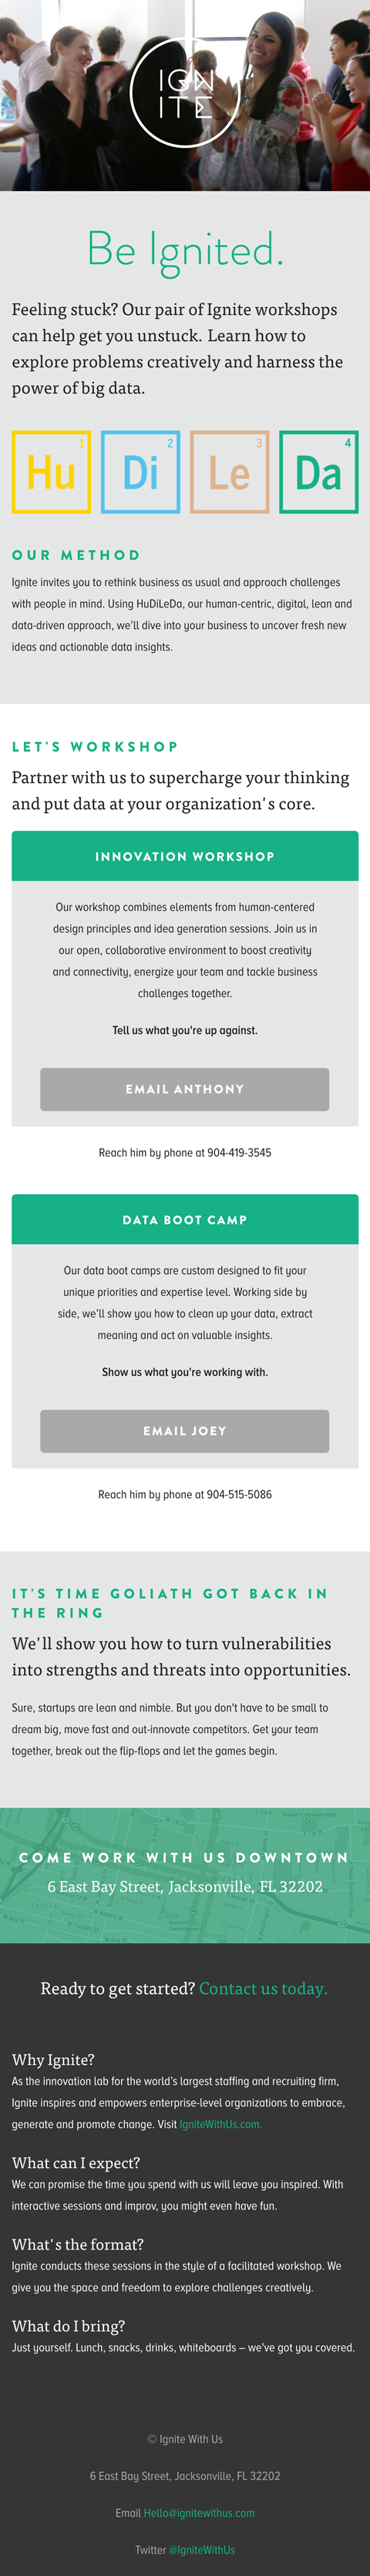 IGN
ITE
Be Ignited.
Feeling stuck? Our pair of Ignite workshops
can help get you unstuck. Learn how to
explore problems creatively and harness the
power of big data.
1 2 3 4
Hu Di Le Da
OUR METHOD
Ignite invites you to rethink business as usual and approach challenges
with people in mind. Using HuDiLeDa, our human-centric, digital, lean and
data-driven approach, we'll dive into your business to uncover fresh new
ideas and actionable data insights.
LET'S WORKSHOP
Partner with us to supercharge your thinking
and put data at your organization's core.
INNOVATION WORKSHOP
Our workshop combines elements from human-centered
design principles and idea generation sessions. Join us in
our open, collaborative environment to boost creativity
and connectivity, energize your team and tackle business
challenges together.
Tell us what you're up against.
EMAIL ANTHONY
Reach him by phone at 904-419-3545
DATA BOOT CAMP
Our data boot camps are custom designed to fit your
unique priorities and expertise level. Working side by
side, we'll show you how to clean up your data, extract
meaning and act on valuable insights.
Show us what you're working with.
EMAIL JOEY
Reach him by phone at 904-515-5086
IT'S TIME GOLIATH GOT BACK IN
THE RING
We'll show you how to turn vulnerabilities
into strengths and threats into opportunities.
Sure, startups are lean and nimble. But you don't have to be small to
dream big, move fast and out-innovate competitors. Get your team
together, break out the flip-flops and let the games begin.
COME WORK WITH US DOWNTOWN
6 East Bay Street, Jacksonville, FL 32202
Ready to get started? Contact us today.
Why Ignite?
As the innovation lab for the world's largest staffing and recruiting firm,
Ignite inspires and empowers enterprise-level organizations to embrace,
generate and promote change. Visit IgniteWithUs.com.
What can I expect?
We can promise the time you spend with us will leave you inspired. With
interactive sessions and improv, you might even have fun.
What's the format?
Ignite conducts these sessions in the style of a facilitated workshop. We
give you the space and freedom to explore challenges creatively.
What do I bring?
Just yourself. Lunch, snacks, drinks, whiteboards – we've got you covered.
© Ignite With Us
6 East Bay Street, Jacksonville, FL 32202
Email Hello@ignitewithus.com
Twitter @IgniteWithUs